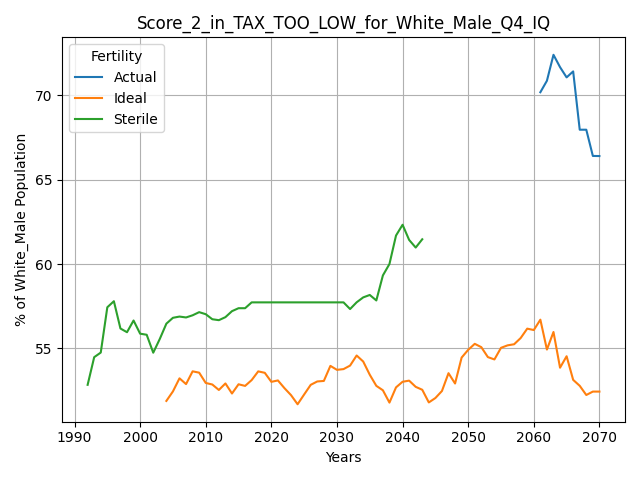 Score_2_in_TAX_TOO_LOW_for_White_Male_Q4_IQ
Fertility
Actual
Ideal
Sterile
% of White_Male Population
70
65
60
55
1990 2000 2010 2020 2030 2040 2050 2060 2070
Years